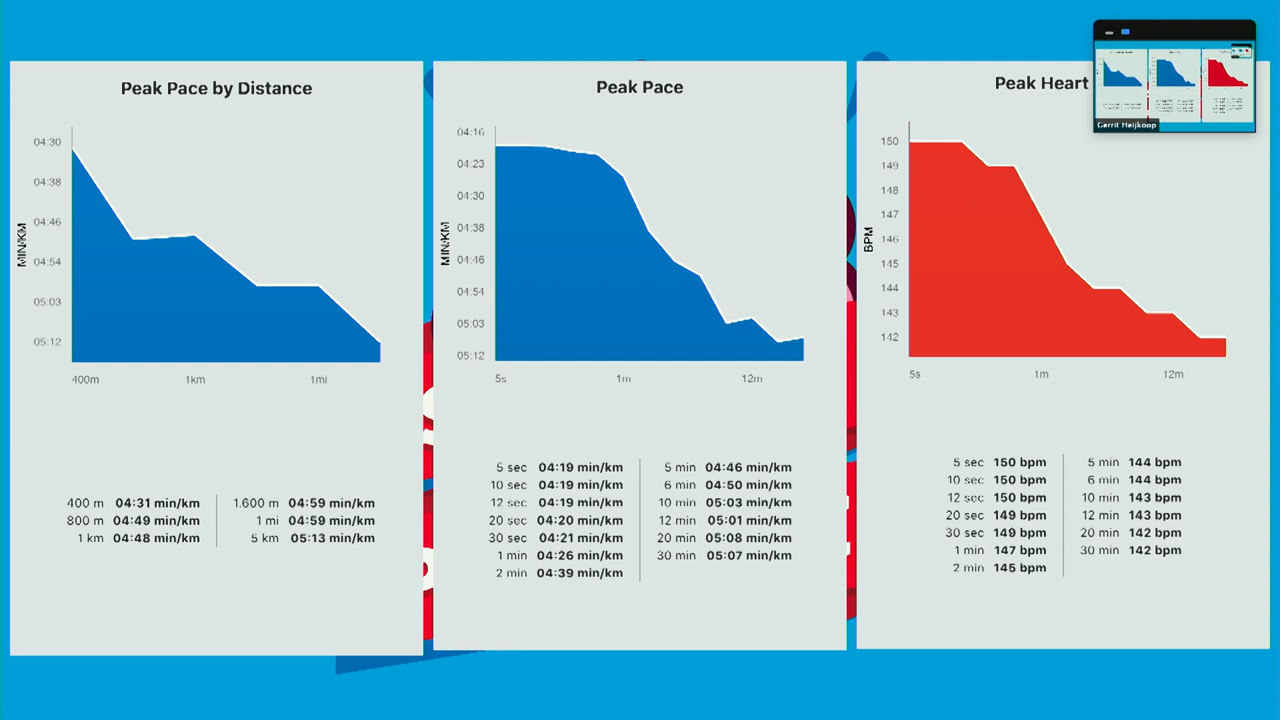 Peak Pace by Distance
MIN/KM
04:30
04:38
04:46
04:54
05:03
05:12
400m 1km 1mi
400 m 04:31 min/km
800 m 04:49 min/km
1 km 04:48 min/km
1.600 m 04:59 min/km
1 mi 04:59 min/km
5 km 05:13 min/km
Peak Pace
MIN/KM
04:16
04:23
04:30
04:38
04:46
04:54
05:03
05:12
5s 1m 12m
5 sec 04:19 min/km
10 sec 04:19 min/km
12 sec 04:19 min/km
20 sec 04:20 min/km
30 sec 04:21 min/km
1 min 04:26 min/km
2 min 04:39 min/km
5 min 04:46 min/km
6 min 04:50 min/km
10 min 05:03 min/km
12 min 05:01 min/km
20 min 05:08 min/km
30 min 05:07 min/km
Peak Heart
BPM
150
149
148
147
146
145
144
143
142
5s 1m 12m
5 sec 150 bpm
10 sec 150 bpm
12 sec 150 bpm
20 sec 149 bpm
30 sec 149 bpm
1 min 147 bpm
2 min 145 bpm
5 min 144 bpm
6 min 144 bpm
10 min 143 bpm
12 min 143 bpm
20 min 142 bpm
30 min 142 bpm
Gerrit Heijkoop